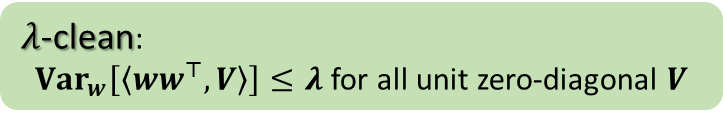 λ-clean:
Var_w[⟨ww^⊤, V⟩] ≤ λ for all unit zero-diagonal V